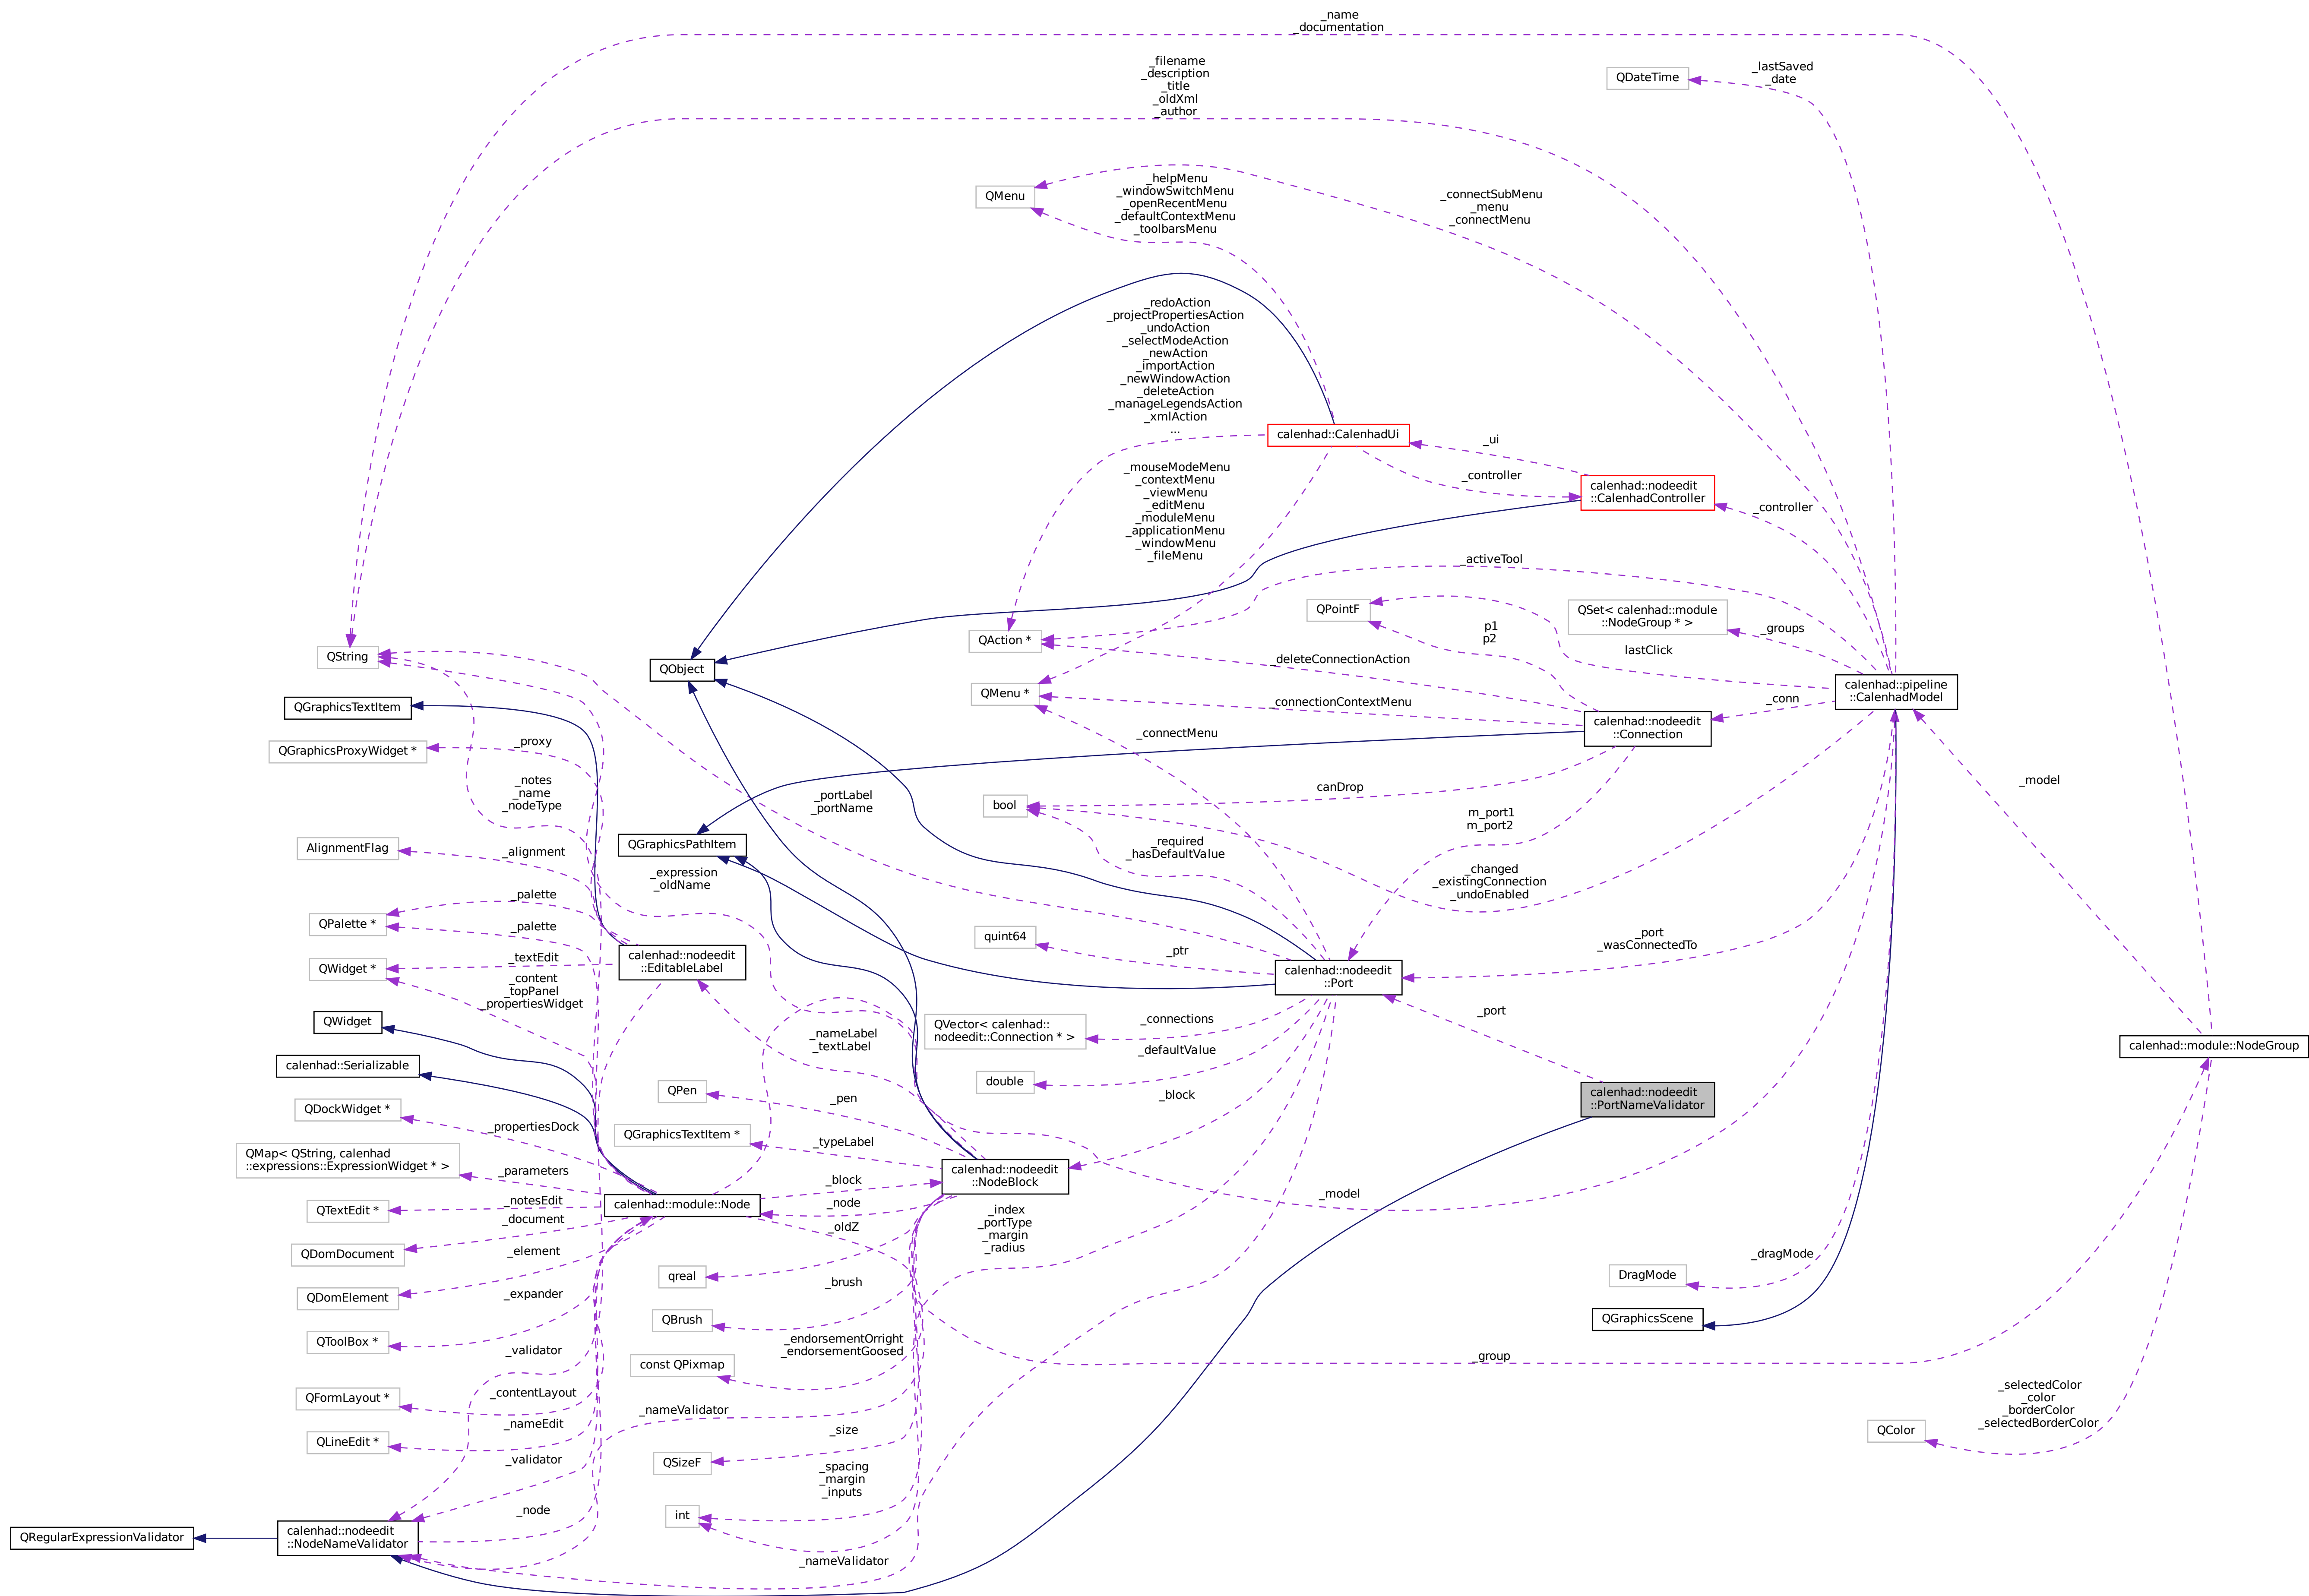 _name
_documentation
_filename
_description
_title
_oldXml
_author
QDateTime
_lastSaved
_date
QMenu
_helpMenu
_windowSwitchMenu
_openRecentMenu
_defaultContextMenu
_toolbarsMenu
_connectSubMenu
_menu
_connectMenu
_redoAction
_projectPropertiesAction
_undoAction
_selectModeAction
_newAction
_importAction
_newWindowAction
_deleteAction
_manageLegendsAction
_xmlAction
...
calenhad::CalenhadUi
_ui
_controller
calenhad::nodeedit
::CalenhadController
_controller
_mouseModeMenu
_contextMenu
_viewMenu
_editMenu
_moduleMenu
_applicationMenu
_windowMenu
_fileMenu
_activeTool
QPointF
QSet< calenhad::module
::NodeGroup * >
_groups
QAction *
p1
p2
lastClick
QString
QObject
_deleteConnectionAction
calenhad::pipeline
::CalenhadModel
QMenu *
_connectionContextMenu
_conn
QGraphicsTextItem
calenhad::nodeedit
::Connection
_connectMenu
QGraphicsProxyWidget *
_proxy
_model
_notes
_name
_nodeType
_portLabel
_portName
bool
canDrop
m_port1
m_port2
AlignmentFlag
_alignment
QGraphicsPathItem
_required
_hasDefaultValue
_expression
_oldName
_changed
_existingConnection
_undoEnabled
QPalette *
_palette
_palette
quint64
_ptr
_port
_wasConnectedTo
QWidget *
_textEdit
calenhad::nodeedit
::EditableLabel
calenhad::nodeedit
::Port
_content
_topPanel
_propertiesWidget
QWidget
_port
QVector< calenhad::
nodeedit::Connection * >
_connections
_nameLabel
_textLabel
calenhad::module::NodeGroup
calenhad::Serializable
_defaultValue
double
QPen
_pen
_block
calenhad::nodeedit
::PortNameValidator
QDockWidget *
_propertiesDock
QGraphicsTextItem *
_typeLabel
QMap< QString, calenhad
::expressions::ExpressionWidget * >
_parameters
_block
calenhad::nodeedit
::NodeBlock
QTextEdit *
_notesEdit
calenhad::module::Node
_node
_model
_document
_oldZ
_index
_portType
_margin
_radius
QDomDocument
_element
_dragMode
qreal
DragMode
QDomElement
_expander
_brush
QBrush
QGraphicsScene
QToolBox *
_validator
_endorsementOrright
_endorsementGoosed
const QPixmap
_group
QFormLayout *
_contentLayout
_selectedColor
_color
_borderColor
_selectedBorderColor
_nameValidator
_nameEdit
QLineEdit *
_size
QColor
_validator
QSizeF
_spacing
_margin
_inputs
_node
int
QRegularExpressionValidator
calenhad::nodeedit
::NodeNameValidator
_nameValidator